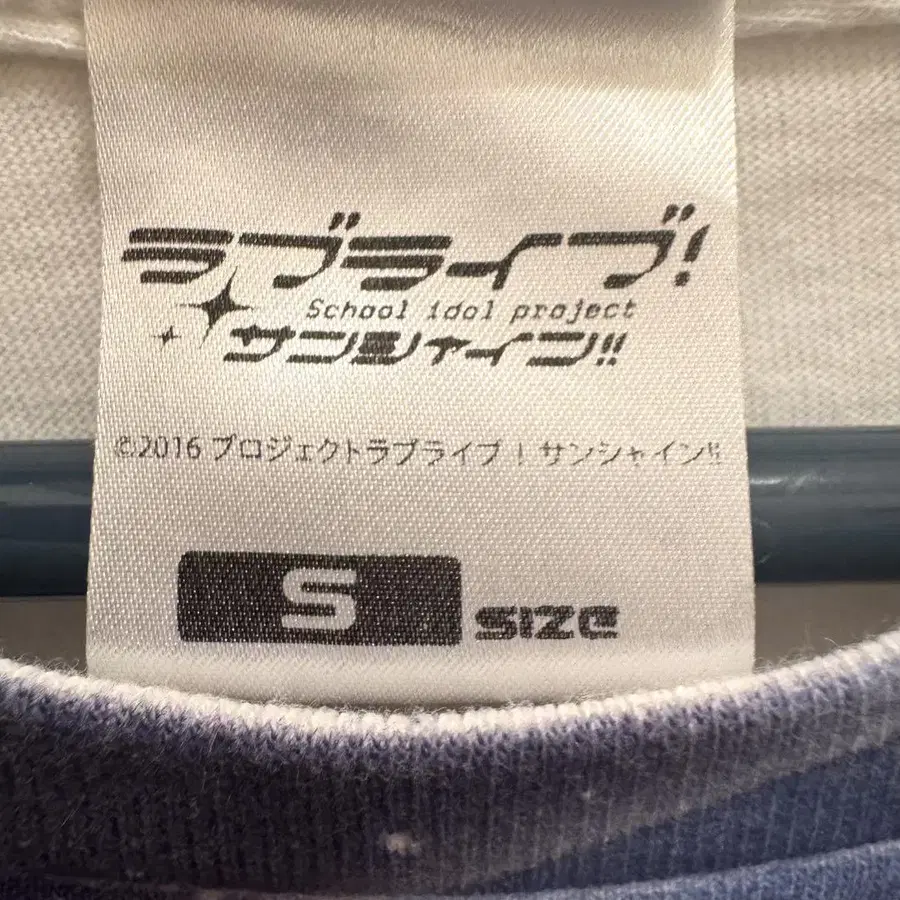 ラブライブ!
School idol project
サンシャイン!!
©2016 プロジェクトラブライブ！サンシャイン!!
S SIZE